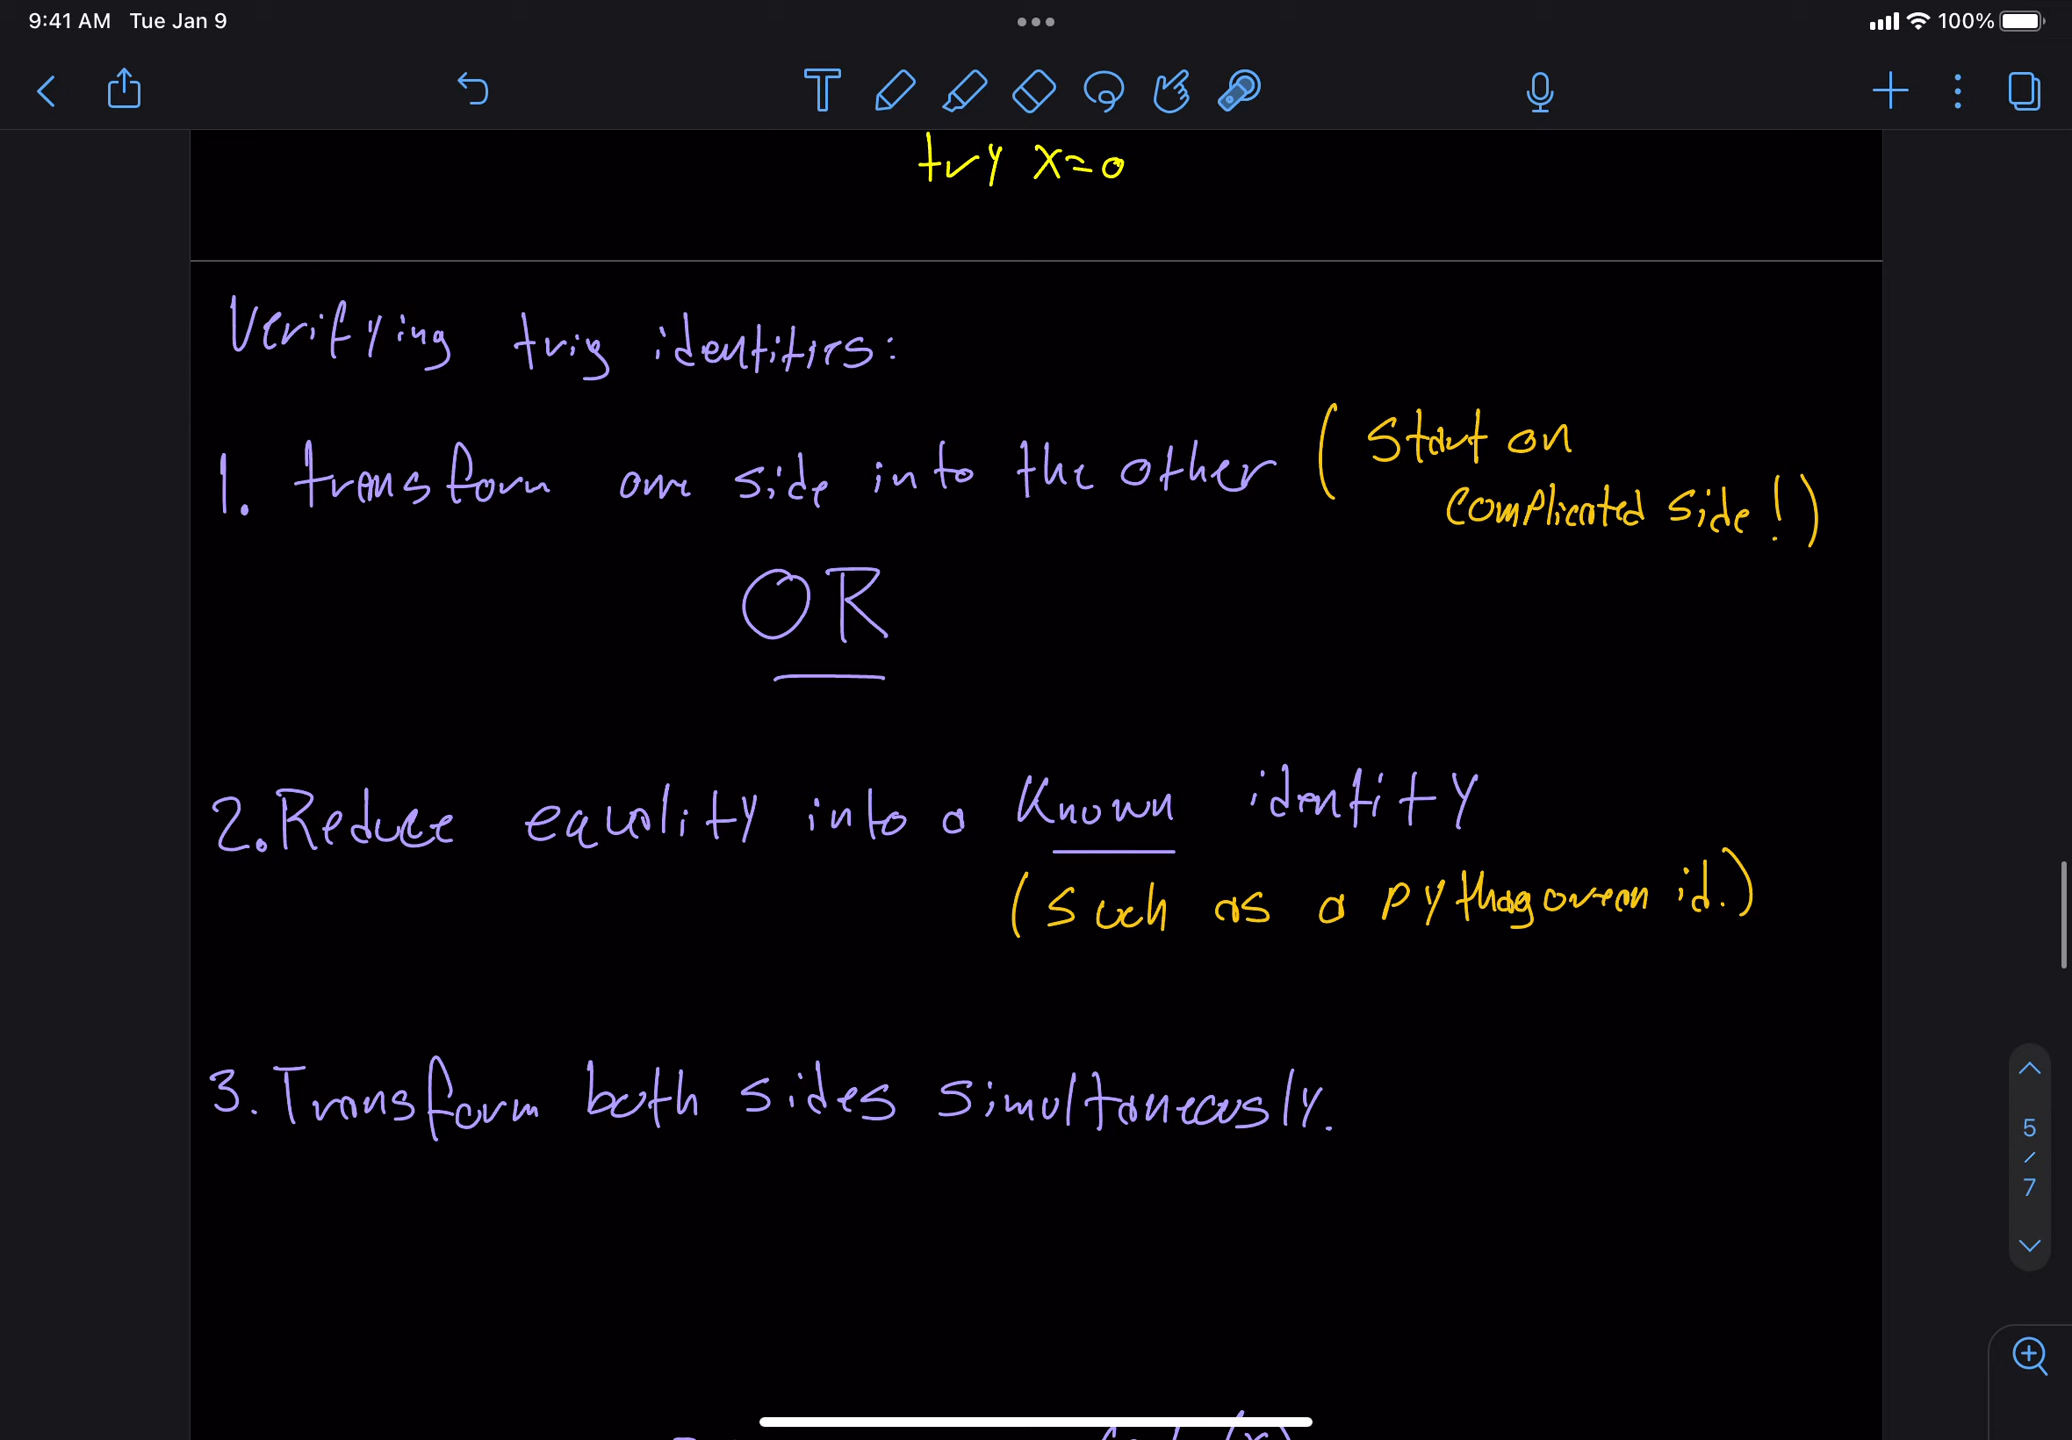 9:41 AM Tue Jan 9
100%
try x=0
Verifying trig identities:
1. transform one side into the other (Start on
complicated side!)
OR
2. Reduce equality into a Known identity
(such as a pythagorean id.)
3. Transform both sides simultaneously.
5
/
7